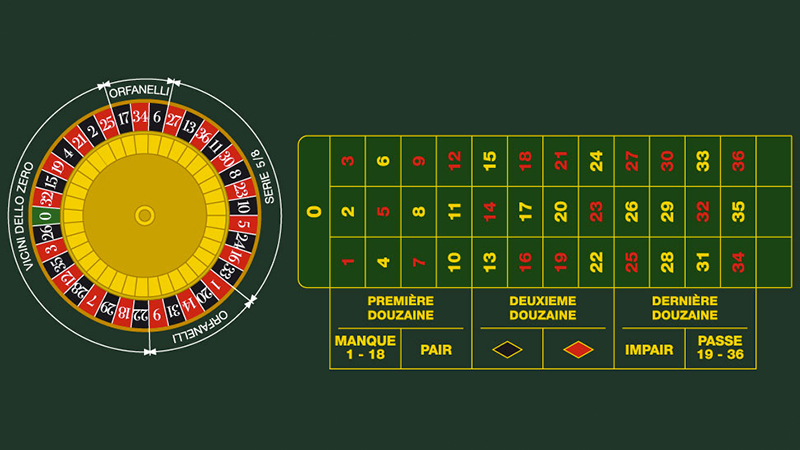 ORFANELLI
SERIE 5/8
ORFANELLI
VICINI DELLO ZERO
0 32 15 19 4 21 2 25 17 34 6 27 13 36 11 30 8 23 10 5 24 16 33 1 20 14 31 9 22 18 29 7 28 12 35 3 26
3 6 9 12 15 18 21 24 27 30 33 36
0 2 5 8 11 14 17 20 23 26 29 32 35
1 4 7 10 13 16 19 22 25 28 31 34
PREMIÈRE
DOUZAINE
DEUXIEME
DOUZAINE
DERNIÈRE
DOUZAINE
MANQUE
1 - 18
PAIR
IMPAIR
PASSE
19 - 36